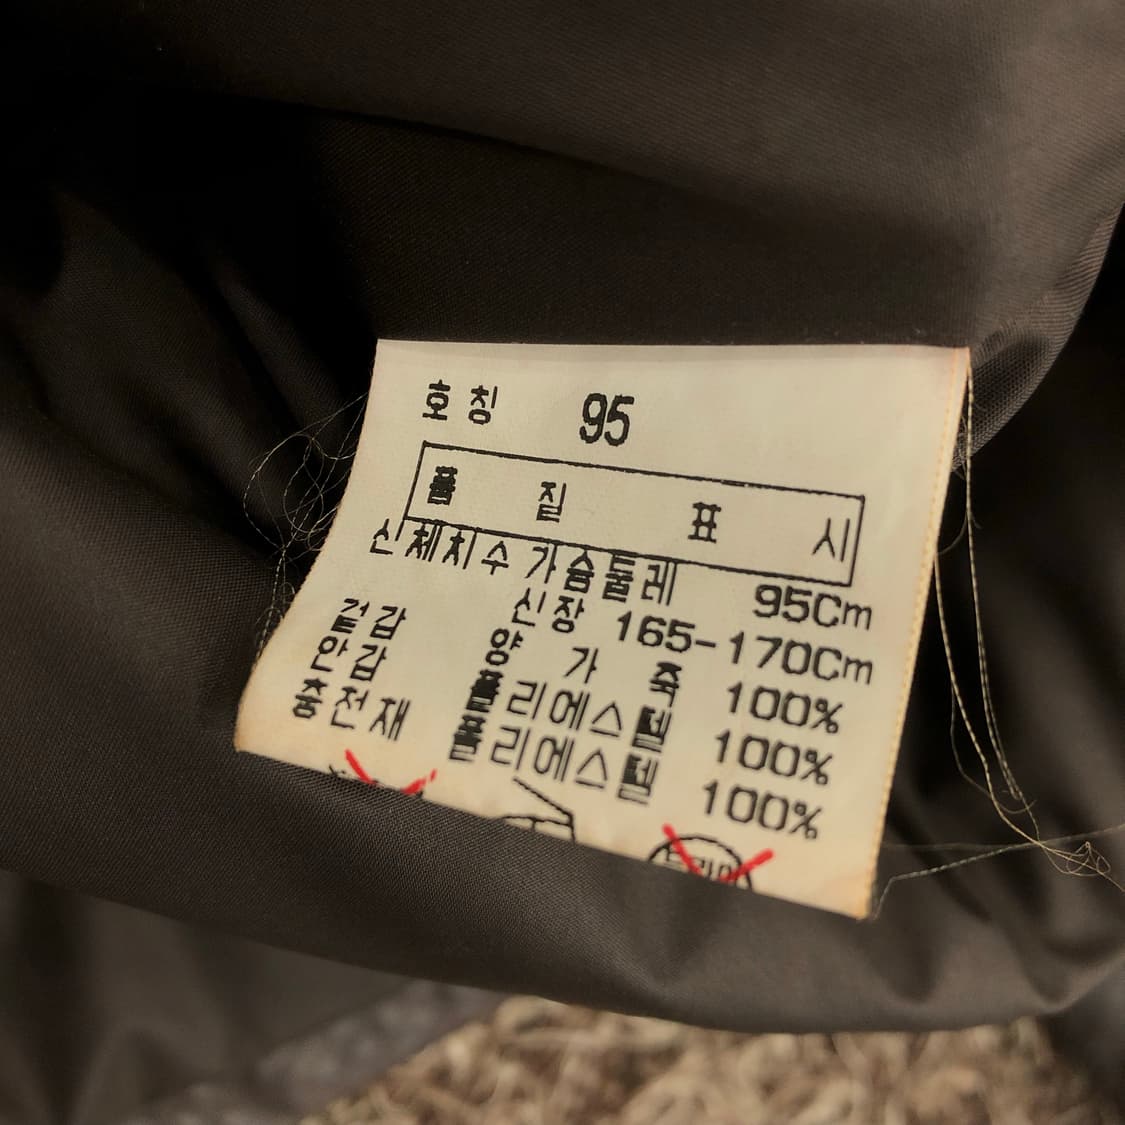 호칭 95
품질표시
신체치수 가슴둘레 95Cm
신장 165-170Cm
겉감 양가죽 100%
안감 폴리에스텔 100%
충전재 폴리에스텔 100%